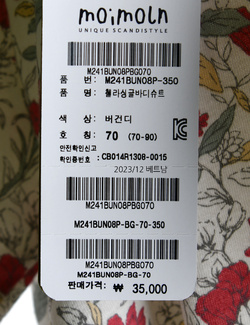 moimoln
UNIQUE SCANDISTYLE
M241BUN08PBG070
품 번 : M241BUN08P-350
품 명 : 첼리싱글바디슈트
색 상 : 버건디
호 칭 : 70 (70-90)
안전확인신고
확인증번호 : CB014R1308-0015
2023/12 베트남
M241BUN08PBG070
M241BUN08P-BG-70-350
M241BUN08PBG070
M241BUN08P-BG-70
판매가격 : ₩ 35,000